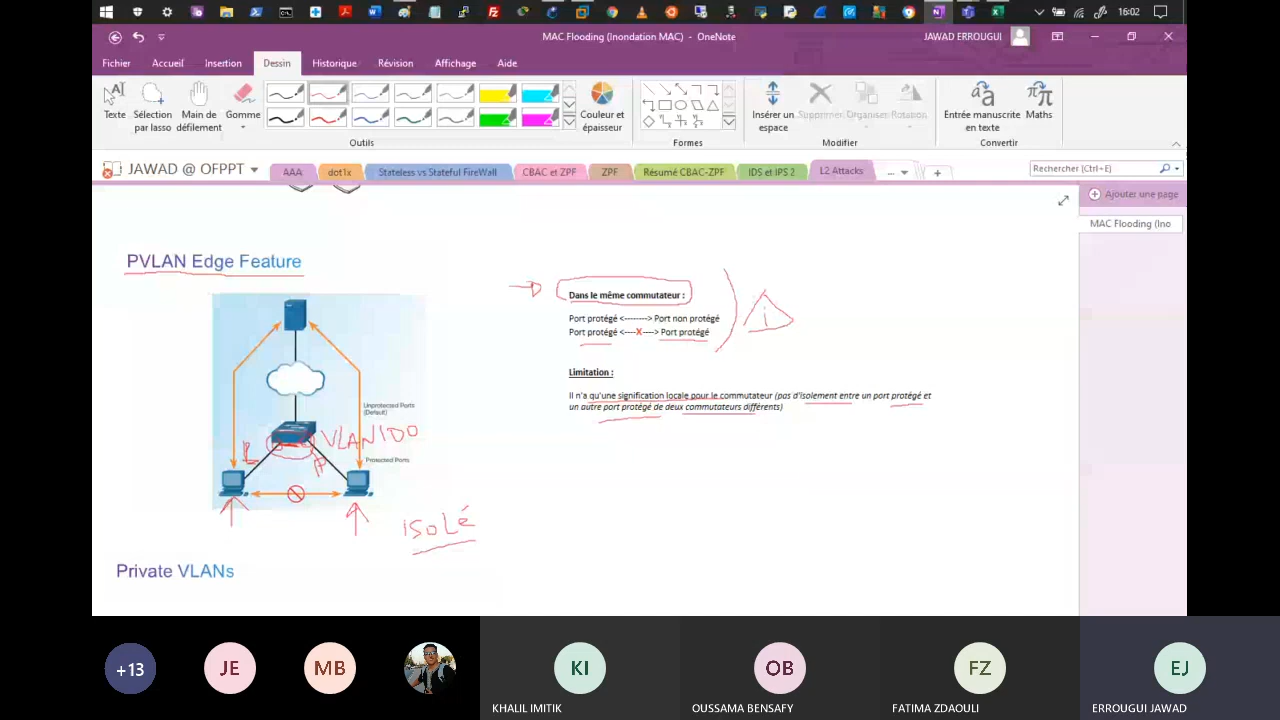 16:02
MAC Flooding (Inondation MAC) - OneNote
JAWAD ERROUGUI
Fichier Accueil Insertion Dessin Historique Révision Affichage Aide
Texte
Sélection par lasso
Main de défilement
Gomme
Couleur et épaisseur
Insérer un espace
Supprimer
Organiser
Rotation
Entrée manuscrite en texte
Maths
Outils
Formes
Modifier
Convertir
JAWAD @ OFPPT
AAA
dot1x
Stateless vs Stateful FireWall
CBAC et ZPF
ZPF
Résumé CBAC-ZPF
IDS et IPS 2
L2 Attacks
...
Rechercher (Ctrl+E)
Ajouter une page
MAC Flooding (Ino
PVLAN Edge Feature
Dans le même commutateur :
Port protégé <--------> Port non protégé
Port protégé <----X----> Port protégé
i
Limitation :
Il n'a qu'une signification locale pour le commutateur (pas d'isolement entre un port protégé et
un autre port protégé de deux commutateurs différents)
Unprotected Ports
(Default)
VLAN100
Protected Ports
P
ISOLé
Private VLANs
+13
JE
MB
KI
OB
FZ
EJ
KHALIL IMITIK
OUSSAMA BENSAFY
FATIMA ZDAOULI
ERROUGUI JAWAD